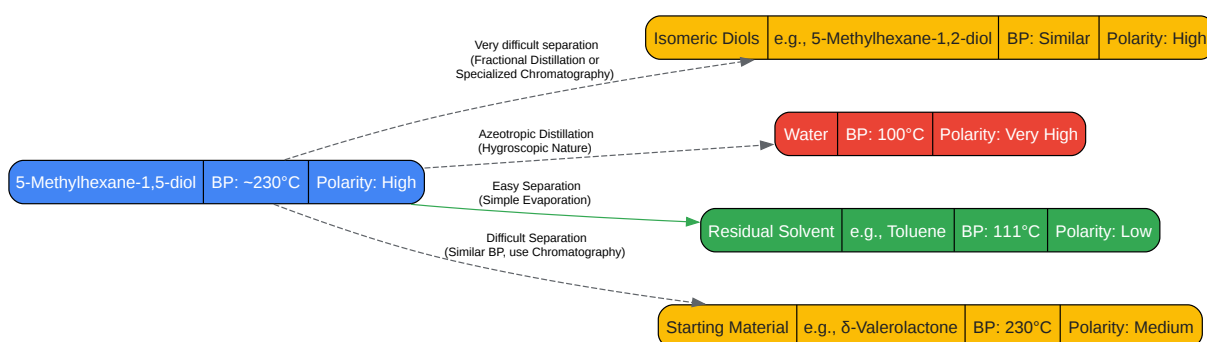 Isomeric Diols e.g., 5-Methylhexane-1,2-diol BP: Similar Polarity: High
Very difficult separation
(Fractional Distillation or
Specialized Chromatography)
Water BP: 100°C Polarity: Very High
Azeotropic Distillation
(Hygroscopic Nature)
5-Methylhexane-1,5-diol BP: ~230°C Polarity: High
Easy Separation
(Simple Evaporation)
Residual Solvent e.g., Toluene BP: 111°C Polarity: Low
Difficult Separation
(Similar BP, use Chromatography)
Starting Material e.g., δ-Valerolactone BP: 230°C Polarity: Medium